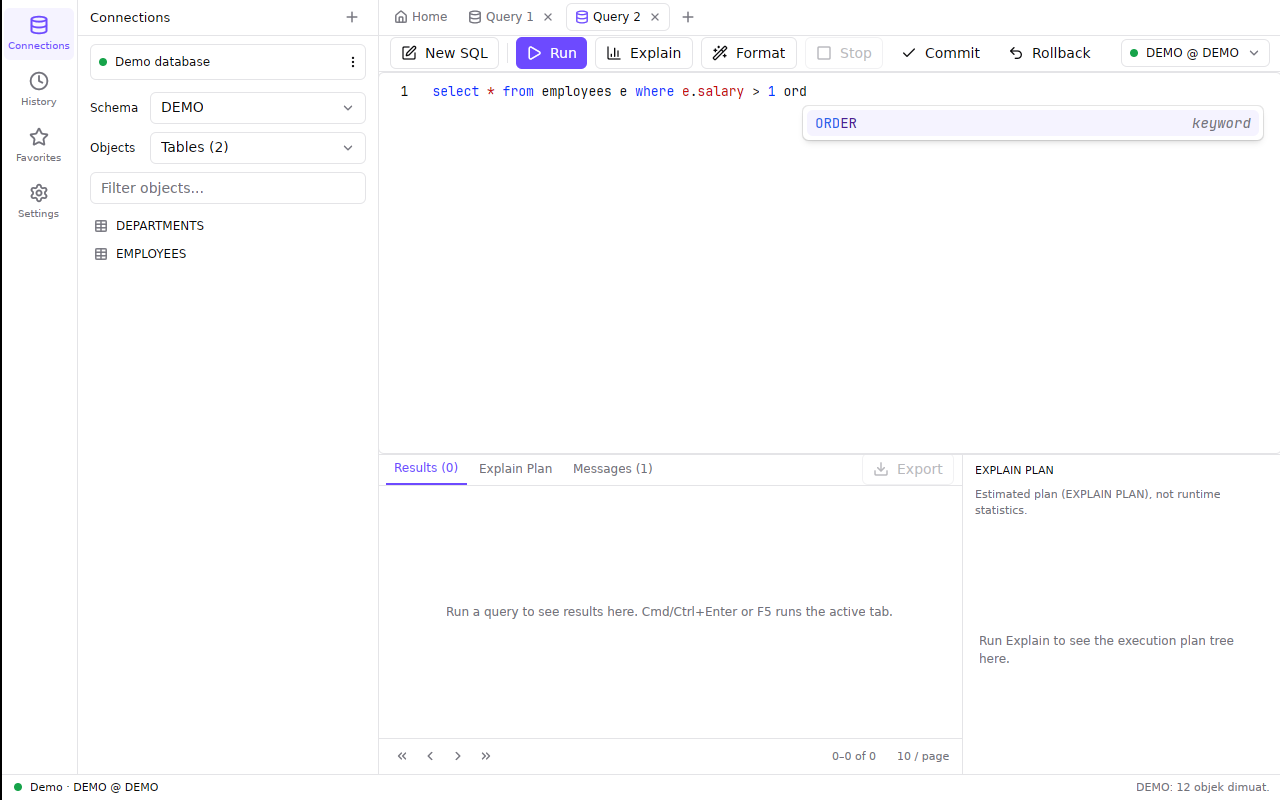 Connections
History
Favorites
Settings
Connections
Demo database
Schema
DEMO
Objects
Tables (2)
Filter objects...
DEPARTMENTS
EMPLOYEES
Home
Query 1
Query 2
New SQL
Run
Explain
Format
Stop
Commit
Rollback
DEMO @ DEMO
1 select * from employees e where e.salary > 1 ord
ORDER keyword
Results (0)
Explain Plan
Messages (1)
Export
Run a query to see results here. Cmd/Ctrl+Enter or F5 runs the active tab.
0–0 of 0
10 / page
EXPLAIN PLAN
Estimated plan (EXPLAIN PLAN), not runtime
statistics.
Run Explain to see the execution plan tree
here.
Demo · DEMO @ DEMO
DEMO: 12 objek dimuat.